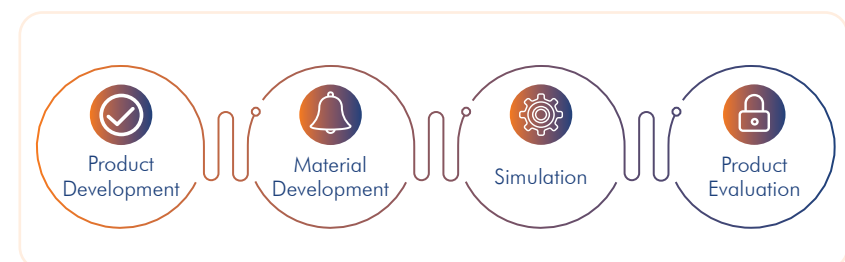 Product
Development
Material
Development
Simulation
Product
Evaluation